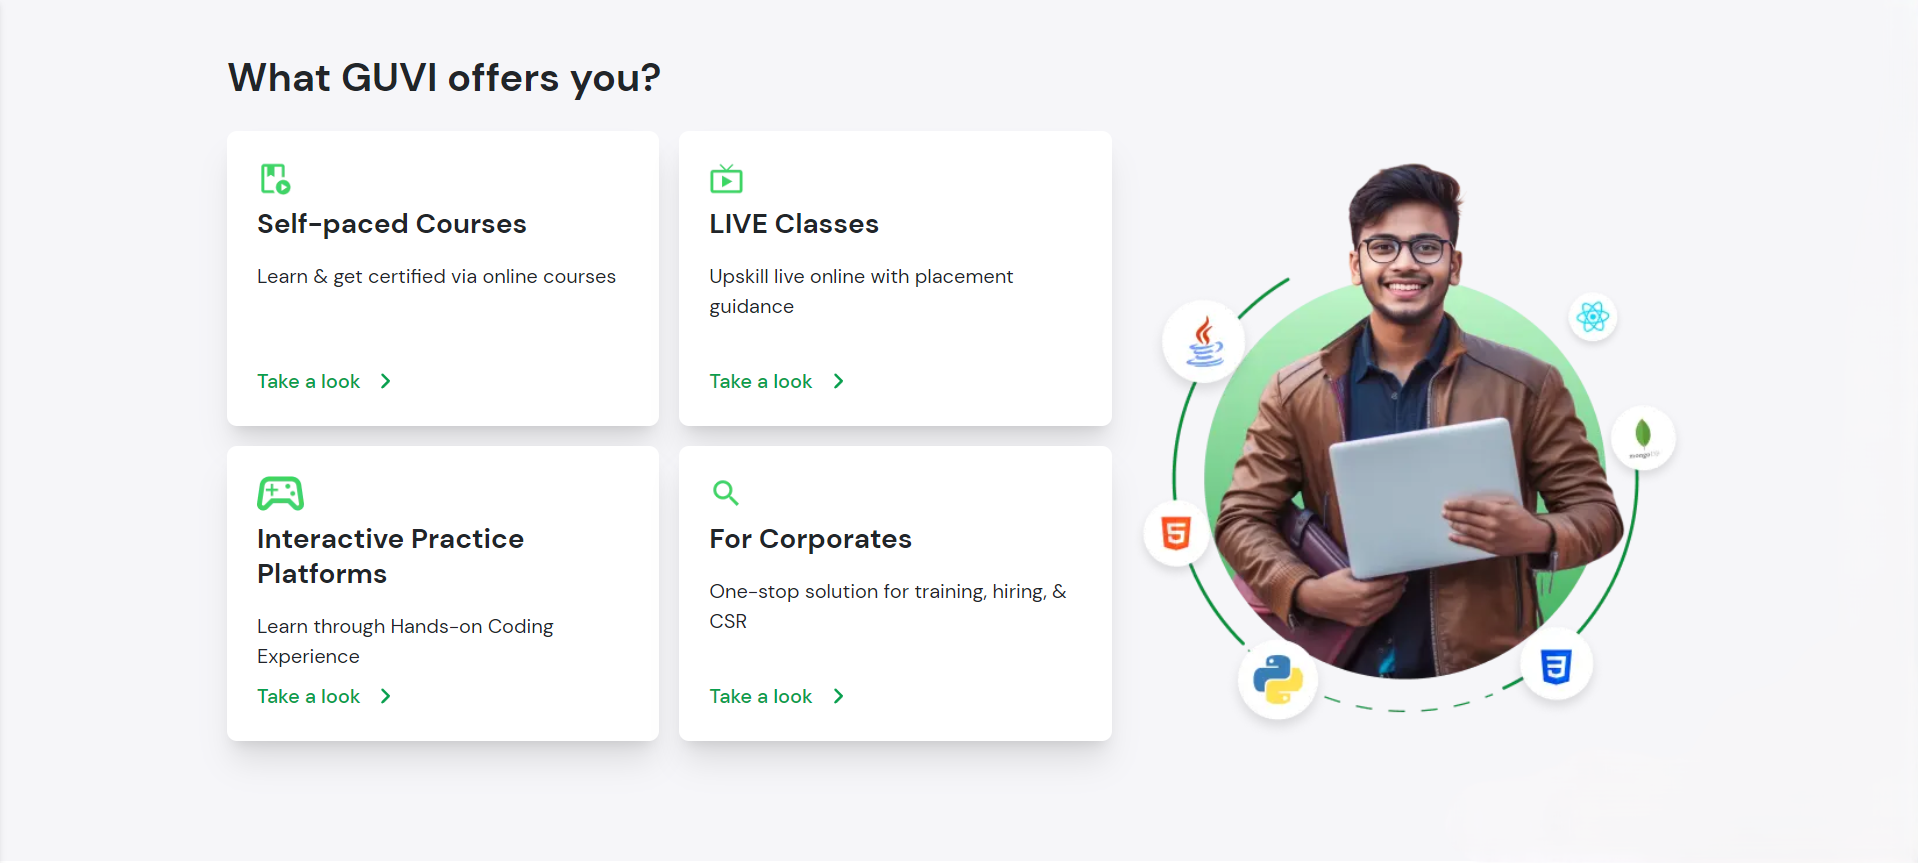 What GUVI offers you?
Self-paced Courses
Learn & get certified via online courses
Take a look
LIVE Classes
Upskill live online with placement
guidance
Take a look
Interactive Practice
Platforms
Learn through Hands-on Coding
Experience
Take a look
For Corporates
One-stop solution for training, hiring, &
CSR
Take a look
mongoDB